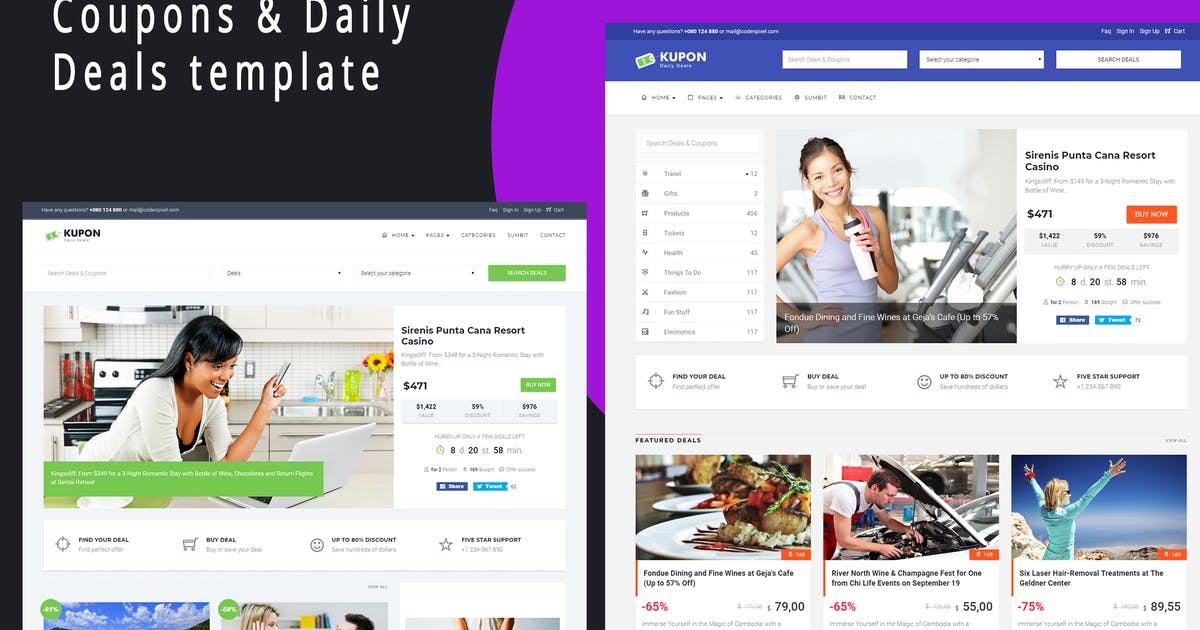 Coupons & Daily
Deals template
Have any questions? +080 124 880 or mail@codenpixel.com
Faq Sign In Sign Up Cart
KUPON
Daily Deals
HOME PAGES CATEGORIES SUMBIT CONTACT
Search Deals & Coupons
Deals
Select your categorie
SEARCH DEALS
Sirenis Punta Cana Resort
Casino
Kingscliff: From $349 for a 3-Night Romantic Stay with
Bottle of Wine...
$471
BUY NOW
$1,422 59% $976
VALUE DISCOUNT SAVINGS
HURRY UP ONLY A FEW DEALS LEFT
8 d. 20 st. 58 min.
for 2 Person 169 Bought Offer success
Share Tweet 62
Kingscliff: From $349 for a 3-Night Romantic Stay with Bottle of Wine, Chocolates and Return Flights
at Santai Retreat
FIND YOUR DEAL
Find perfect offer
BUY DEAL
Buy or save your deal
UP TO 80% DISCOUNT
Save hundreds of dollars
FIVE STAR SUPPORT
+1 234-567-890
VIEW ALL
-81%
-58%
Have any questions? +080 124 880 or mail@codenpixel.com
Faq Sign In Sign Up Cart
KUPON
Daily Deals
Search Deals & Coupons
Select your categorie
SEARCH DEALS
HOME PAGES CATEGORIES SUMBIT CONTACT
Search Deals & Coupons
Travel 12
Gifts 3
Products 456
Tickets 12
Health 45
Things To Do 117
Fashion 117
Fun Stuff 117
Electronics 117
Fondue Dining and Fine Wines at Geja's Cafe (Up to 57%
Off)
Sirenis Punta Cana Resort
Casino
Kingscliff: From $149 for a 3-Night Romantic Stay with
Bottle of Wine...
$471
BUY NOW
$1,422 59% $976
VALUE DISCOUNT SAVINGS
HURRY UP ONLY A FEW DEALS LEFT
8 d. 20 st. 58 min.
for 2 Person 169 Bought Offer success
Share Tweet 73
FIND YOUR DEAL
Find perfect offer
BUY DEAL
Buy or save your deal
UP TO 80% DISCOUNT
Save hundreds of dollars
FIVE STAR SUPPORT
+1 234-567-890
FEATURED DEALS
VIEW ALL
169
Fondue Dining and Fine Wines at Geja's Cafe
(Up to 57% Off)
-65% $ 171,00 $ 79,00
Immerse Yourself in the Magic of Cambodia with a
169
River North Wine & Champagne Fest for One
from Chi Life Events on September 19
-65% $ 126,00 $ 55,00
Immerse Yourself in the Magic of Cambodia with a
169
Six Laser Hair-Removal Treatments at The
Geldner Center
-75% $ 89,55
Immerse Yourself in the Magic of Cambodia with a